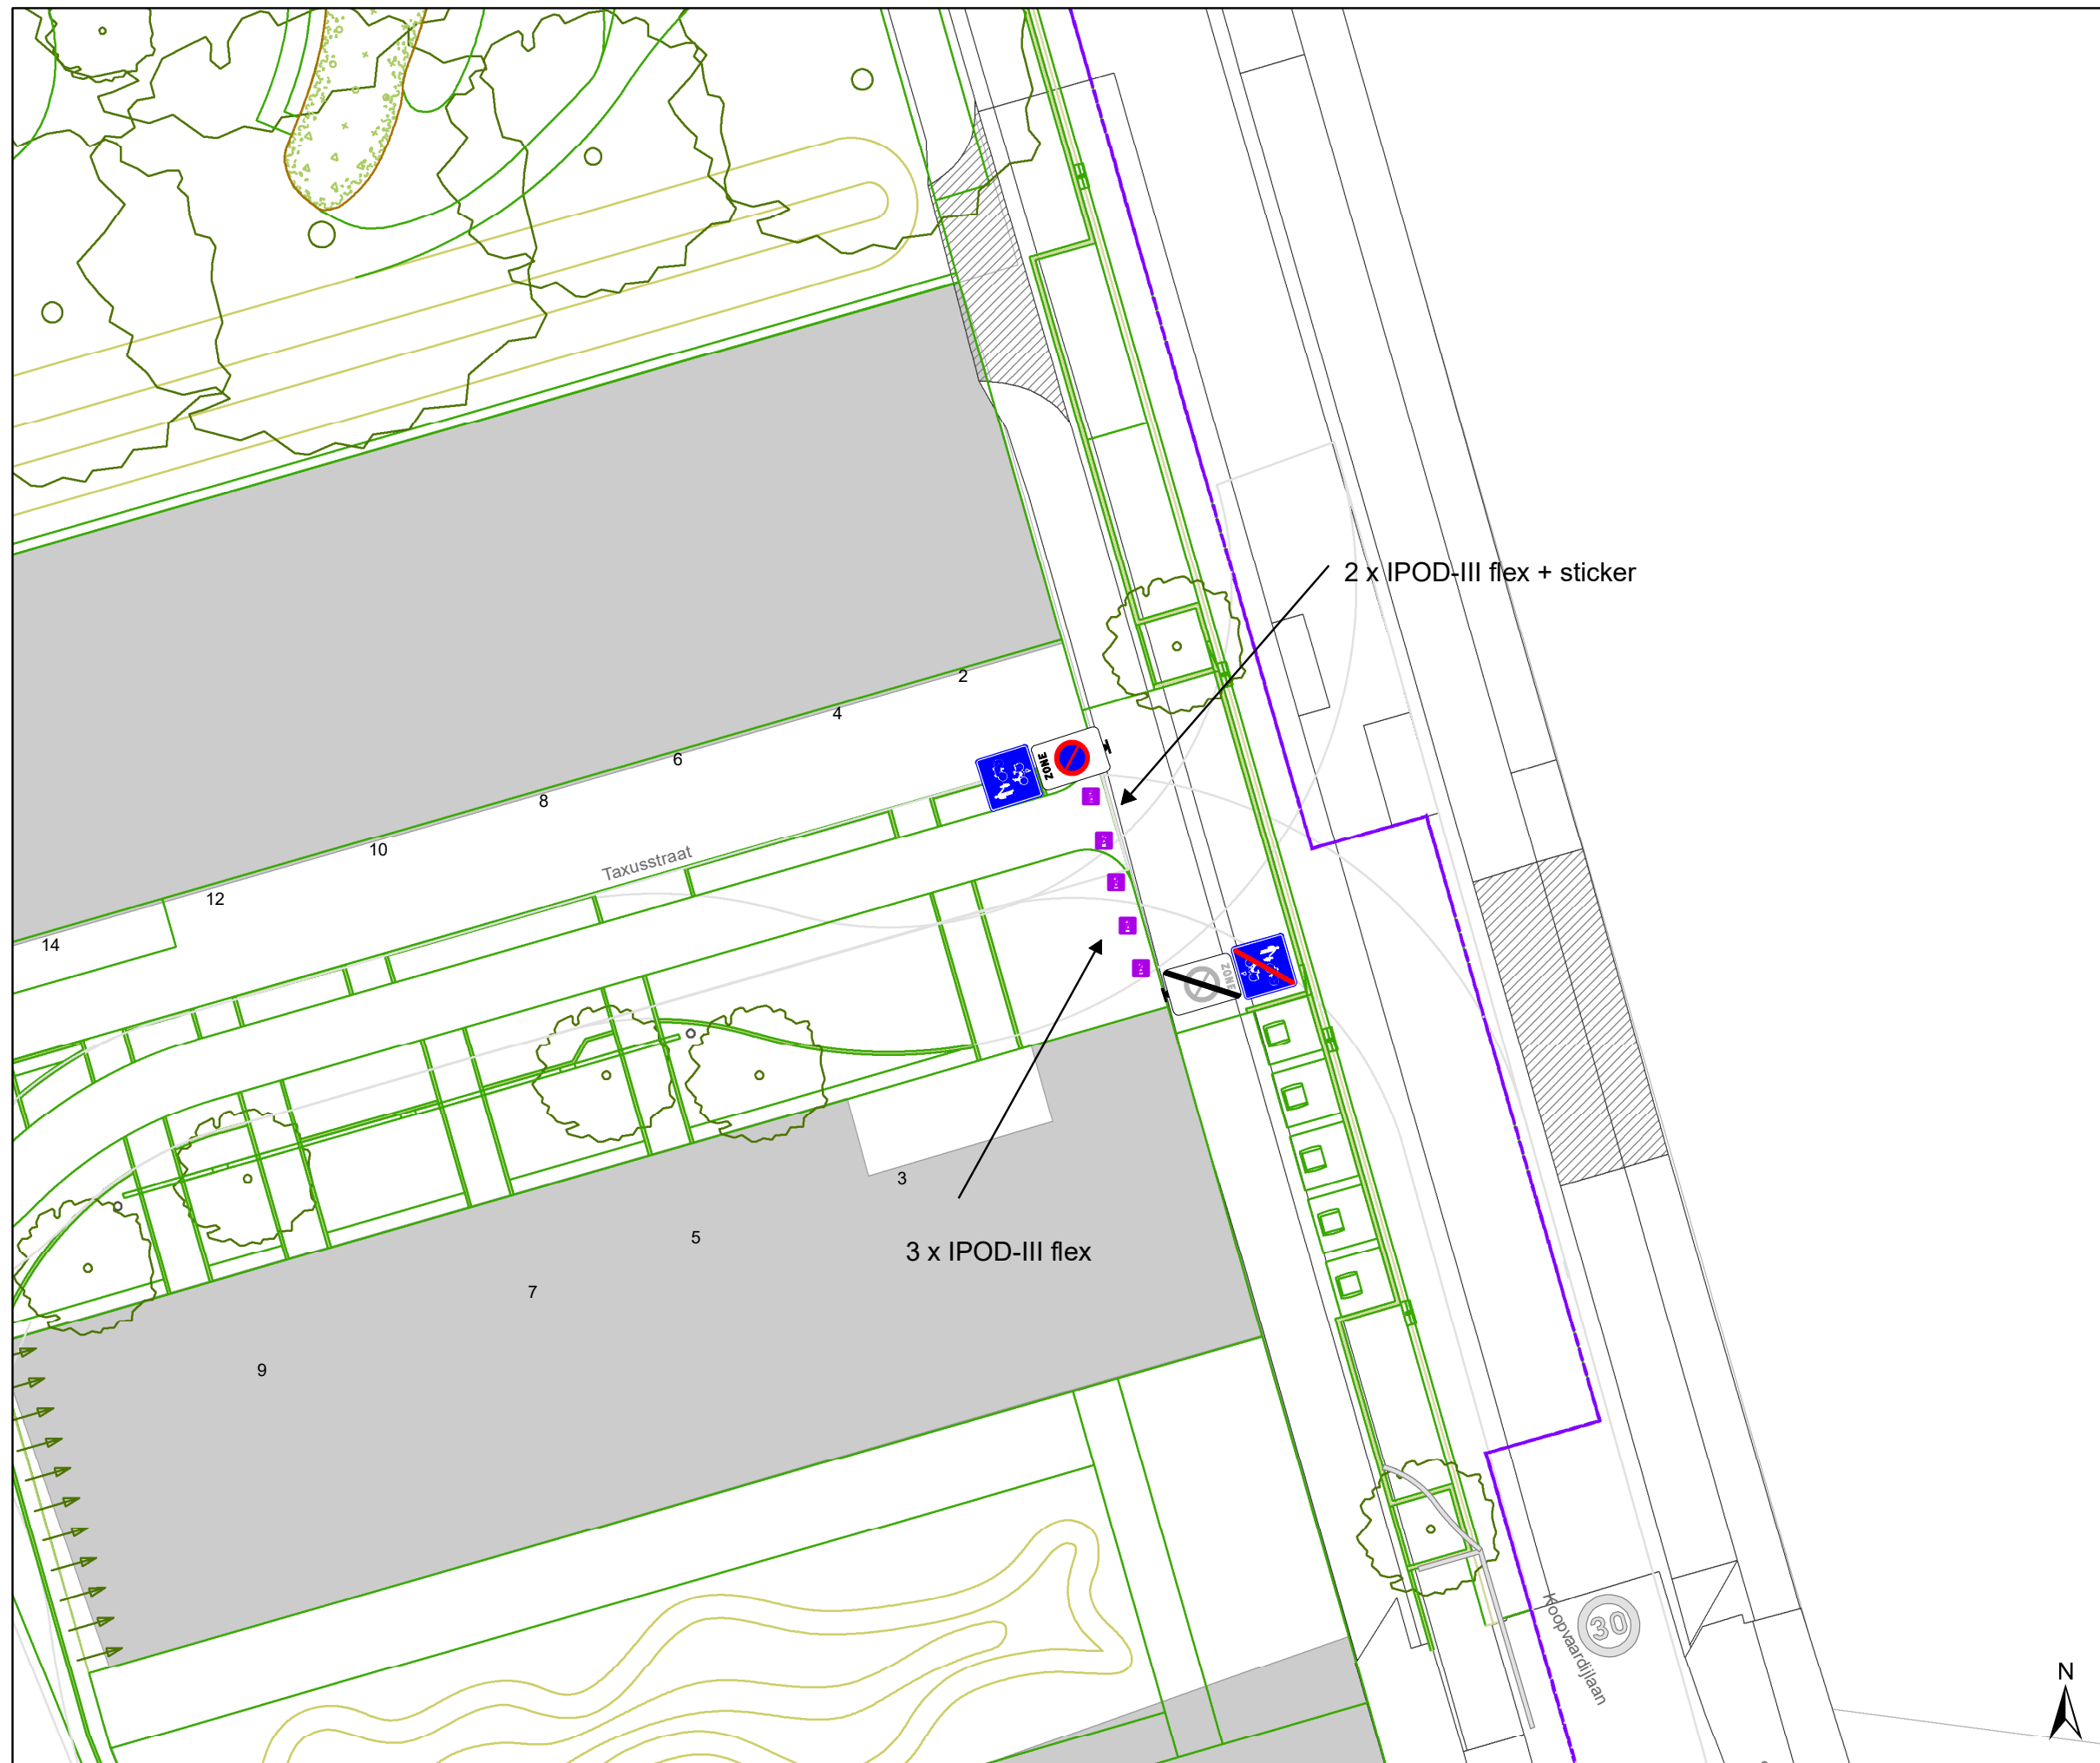 2 x IPOD-III flex + sticker
2
4
6
ZONE
8
10
Taxusstraat
12
14
ZONE
3
5
3 x IPOD-III flex
7
9
Koopvaardijlaan
30
N